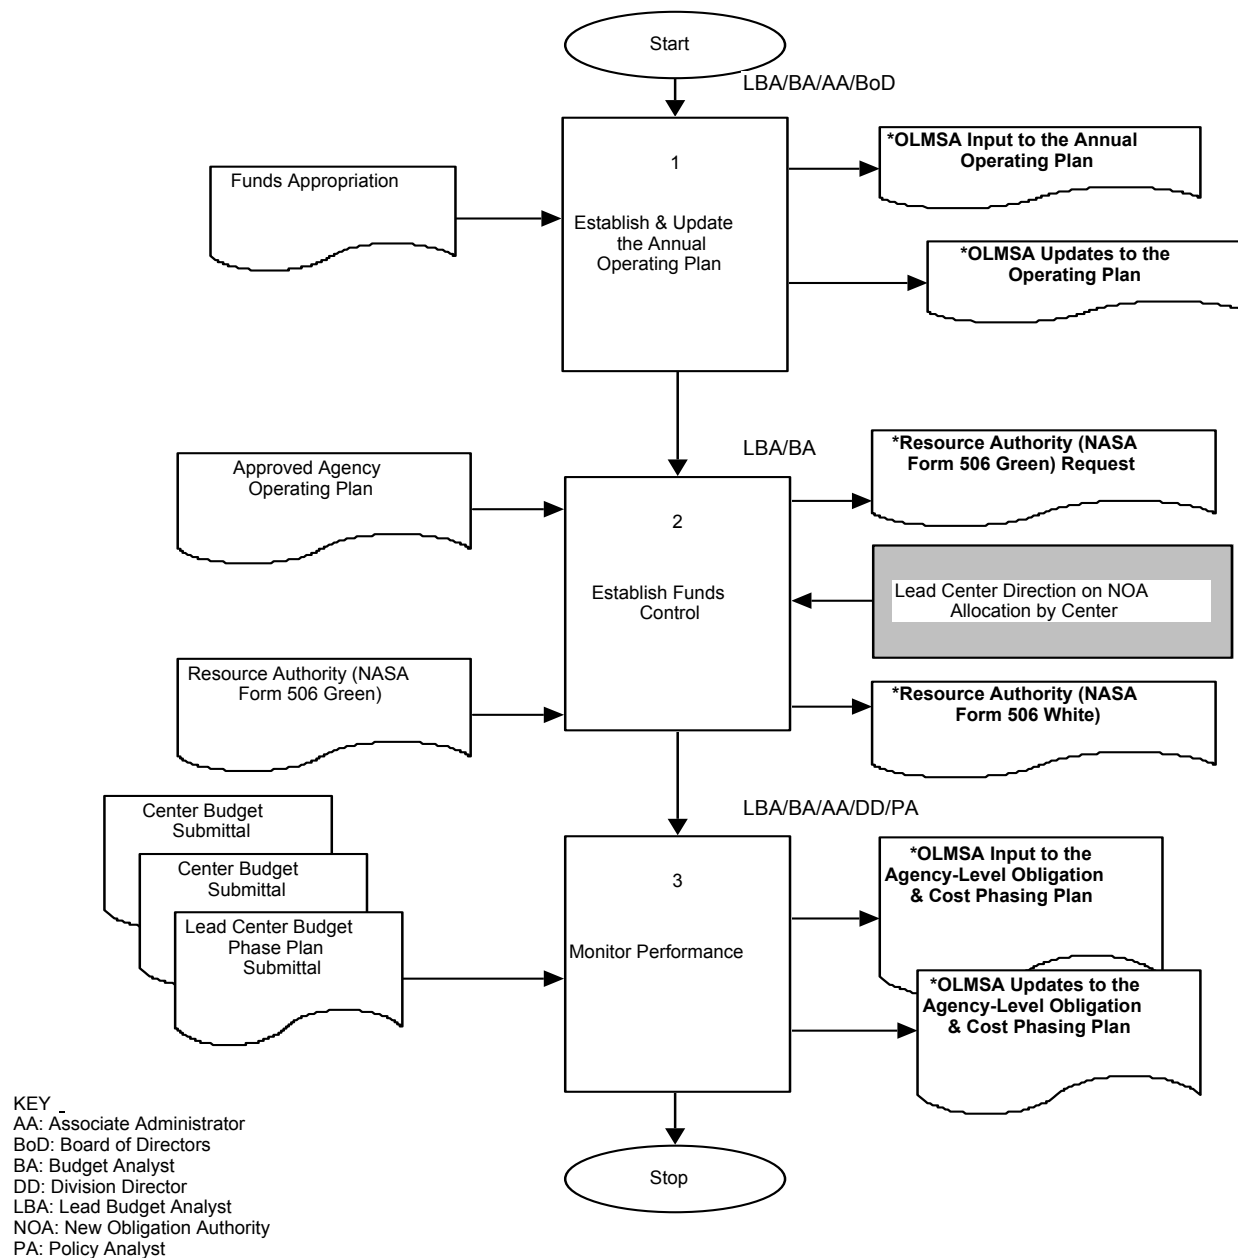 Start
LBA/BA/AA/BoD
1
Establish & Update
the Annual
Operating Plan
Funds Appropriation
*OLMSA Input to the Annual
Operating Plan
*OLMSA Updates to the
Operating Plan
LBA/BA
Approved Agency
Operating Plan
2
Establish Funds
Control
*Resource Authority (NASA
Form 506 Green) Request
Lead Center Direction on NOA
Allocation by Center
Resource Authority (NASA
Form 506 Green)
*Resource Authority (NASA
Form 506 White)
LBA/BA/AA/DD/PA
Center Budget
Submittal
Center Budget
Submittal
Lead Center Budget
Phase Plan
Submittal
3
Monitor Performance
*OLMSA Input to the
Agency-Level Obligation
& Cost Phasing Plan
*OLMSA Updates to the
Agency-Level Obligation
& Cost Phasing Plan
Stop
KEY _
AA: Associate Administrator
BoD: Board of Directors
BA: Budget Analyst
DD: Division Director
LBA: Lead Budget Analyst
NOA: New Obligation Authority
PA: Policy Analyst